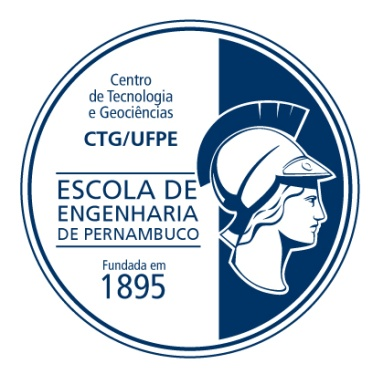 Centro
de Tecnologia
e Geociências
CTG/UFPE
ESCOLA DE
ENGENHARIA
DE PERNAMBUCO
Fundada em
1895